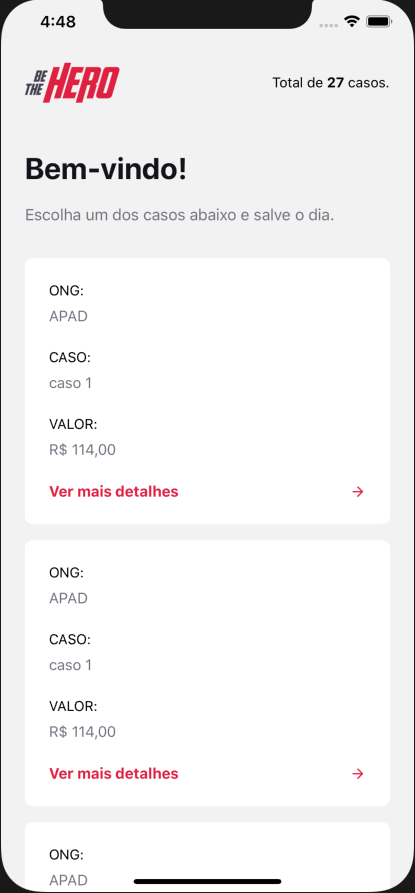 4:48
BE THE HERO
Total de 27 casos.
Bem-vindo!
Escolha um dos casos abaixo e salve o dia.
ONG:
APAD
CASO:
caso 1
VALOR:
R$ 114,00
Ver mais detalhes →
ONG:
APAD
CASO:
caso 1
VALOR:
R$ 114,00
Ver mais detalhes →
ONG:
APAD